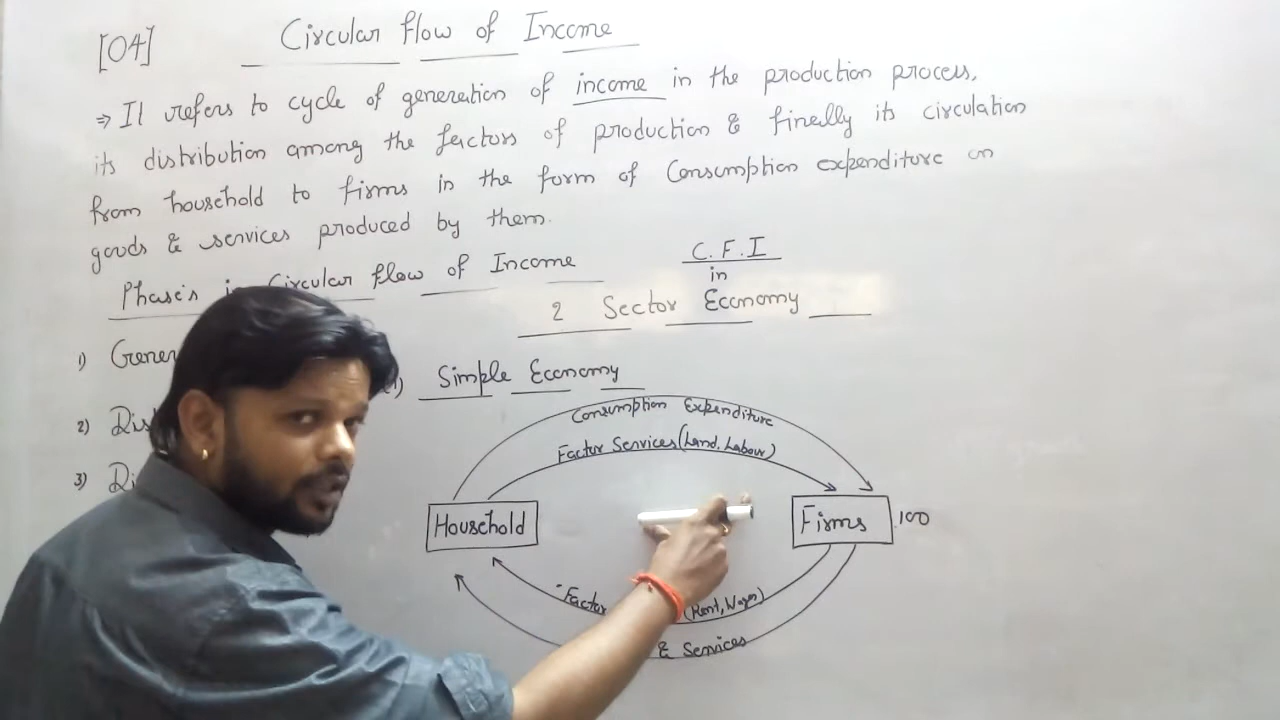 [04] Circular flow of Income
⇒ It refers to cycle of generation of income in the production process,
its distribution among the factors of production & finally its circulation
from household to firms in the form of Consumption expenditure on
goods & services produced by them.
Phase's in Circular flow of Income
C.F.I
in
2 Sector Economy
1) Gener
2) Dis
3) Di
1) Simple Economy
Consumption Expenditure
Factor Services (Land, Labour)
Household
Firms 100
Factor (Rent, Wages)
& Services